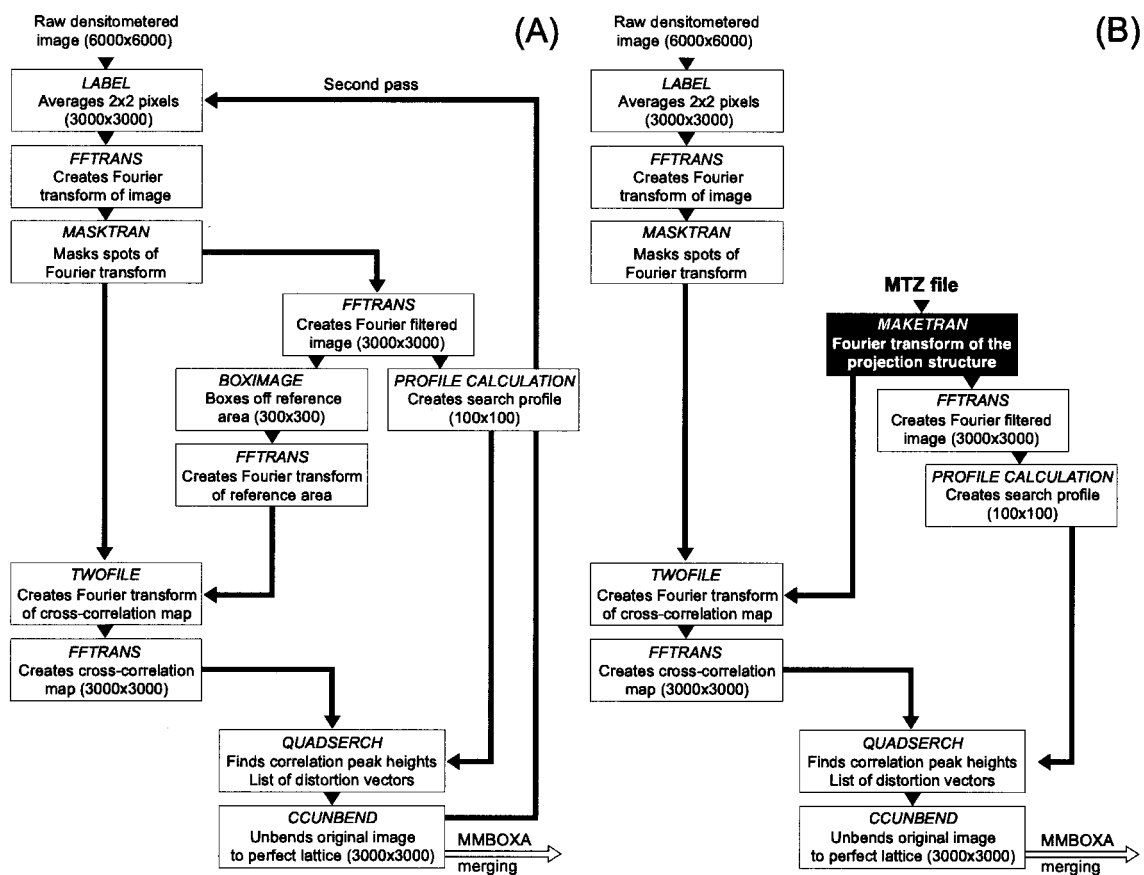 (A)
Raw densitometered
image (6000x6000)
LABEL
Averages 2x2 pixels
(3000x3000)
Second pass
FFTRANS
Creates Fourier
transform of image
MASKTRAN
Masks spots of
Fourier transform
FFTRANS
Creates Fourier filtered
image (3000x3000)
BOXIMAGE
Boxes off reference
area (300x300)
PROFILE CALCULATION
Creates search profile
(100x100)
FFTRANS
Creates Fourier transform
of reference area
TWOFILE
Creates Fourier transform
of cross-correlation map
FFTRANS
Creates cross-correlation
map (3000x3000)
QUADSERCH
Finds correlation peak heights
List of distortion vectors
CCUNBEND
Unbends original image
to perfect lattice (3000x3000)
MMBOXA
merging
(B)
Raw densitometered
image (6000x6000)
LABEL
Averages 2x2 pixels
(3000x3000)
FFTRANS
Creates Fourier
transform of image
MASKTRAN
Masks spots of
Fourier transform
MTZ file
MAKETRAN
Fourier transform of the
projection structure
FFTRANS
Creates Fourier filtered
image (3000x3000)
PROFILE CALCULATION
Creates search profile
(100x100)
TWOFILE
Creates Fourier transform
of cross-correlation map
FFTRANS
Creates cross-correlation
map (3000x3000)
QUADSERCH
Finds correlation peak heights
List of distortion vectors
CCUNBEND
Unbends original image
to perfect lattice (3000x3000)
MMBOXA
merging